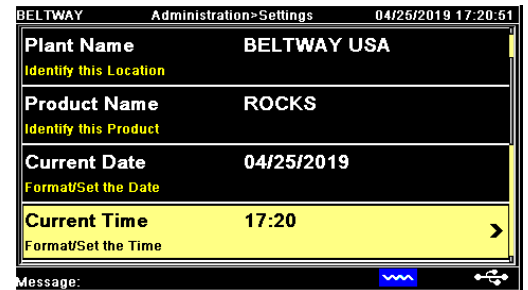 BELTWAY Administration>Settings 04/25/2019 17:20:51
Plant Name BELTWAY USA
Identify this Location
Product Name ROCKS
Identify this Product
Current Date 04/25/2019
Format/Set the Date
Current Time 17:20
Format/Set the Time
Message: